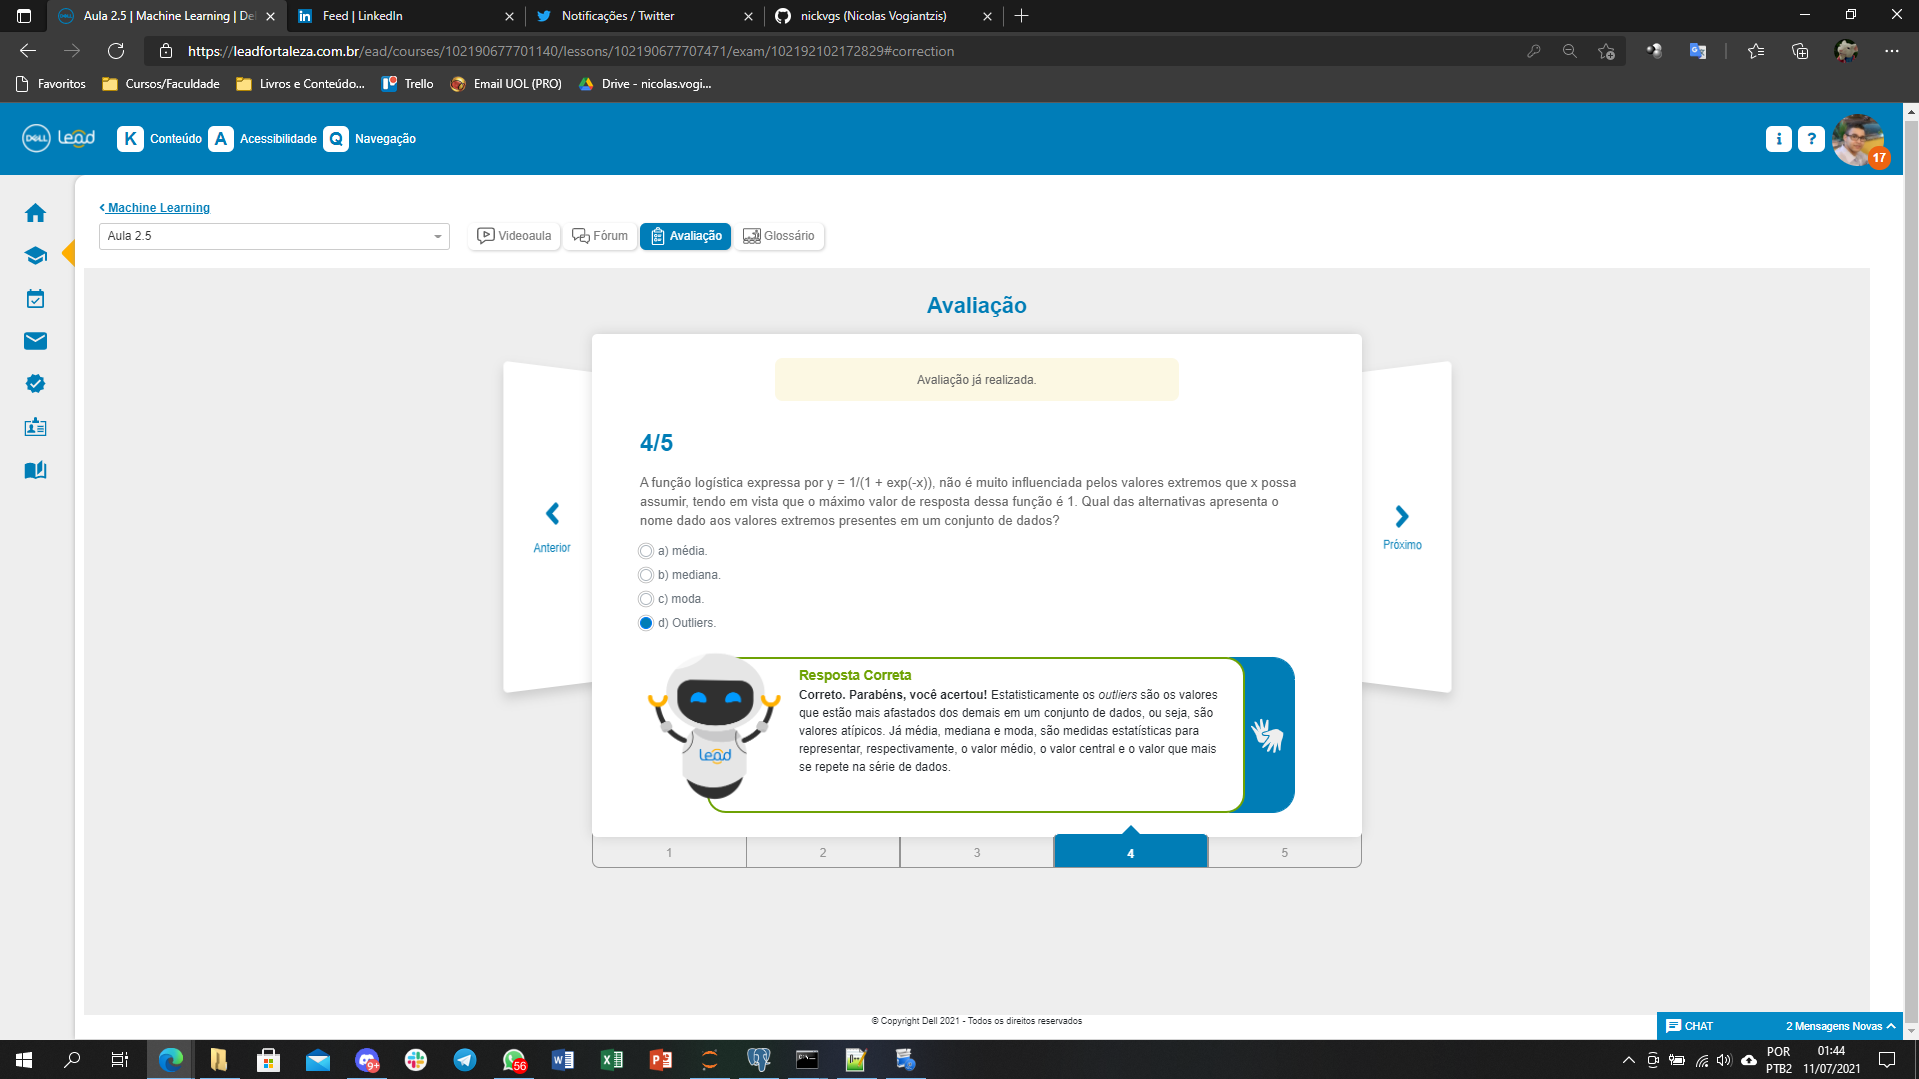 Aula 2.5 | Machine Learning | De
Feed | LinkedIn
Notificações / Twitter
nickvgs (Nicolas Vogiantzis)
https://leadfortaleza.com.br/ead/courses/102190677701140/lessons/102190677707471/exam/102192102172829#correction
Favoritos
Cursos/Faculdade
Livros e Conteúdo...
Trello
Email UOL (PRO)
Drive - nicolas.vogi...
DELL Lead
K Conteúdo
A Acessibilidade
Q Navegação
i
?
17
Machine Learning
Aula 2.5
Videoaula
Fórum
Avaliação
Glossário
Avaliação
Avaliação já realizada.
4/5
A função logística expressa por y = 1/(1 + exp(-x)), não é muito influenciada pelos valores extremos que x possa
assumir, tendo em vista que o máximo valor de resposta dessa função é 1. Qual das alternativas apresenta o
nome dado aos valores extremos presentes em um conjunto de dados?
Anterior
Próximo
a) média.
b) mediana.
c) moda.
d) Outliers.
Resposta Correta
Correto. Parabéns, você acertou! Estatisticamente os outliers são os valores
que estão mais afastados dos demais em um conjunto de dados, ou seja, são
valores atípicos. Já média, mediana e moda, são medidas estatísticas para
representar, respectivamente, o valor médio, o valor central e o valor que mais
se repete na série de dados.
Lead
1
2
3
4
5
© Copyright Dell 2021 - Todos os direitos reservados
CHAT
2 Mensagens Novas
9+
56
POR
PTB2
01:44
11/07/2021